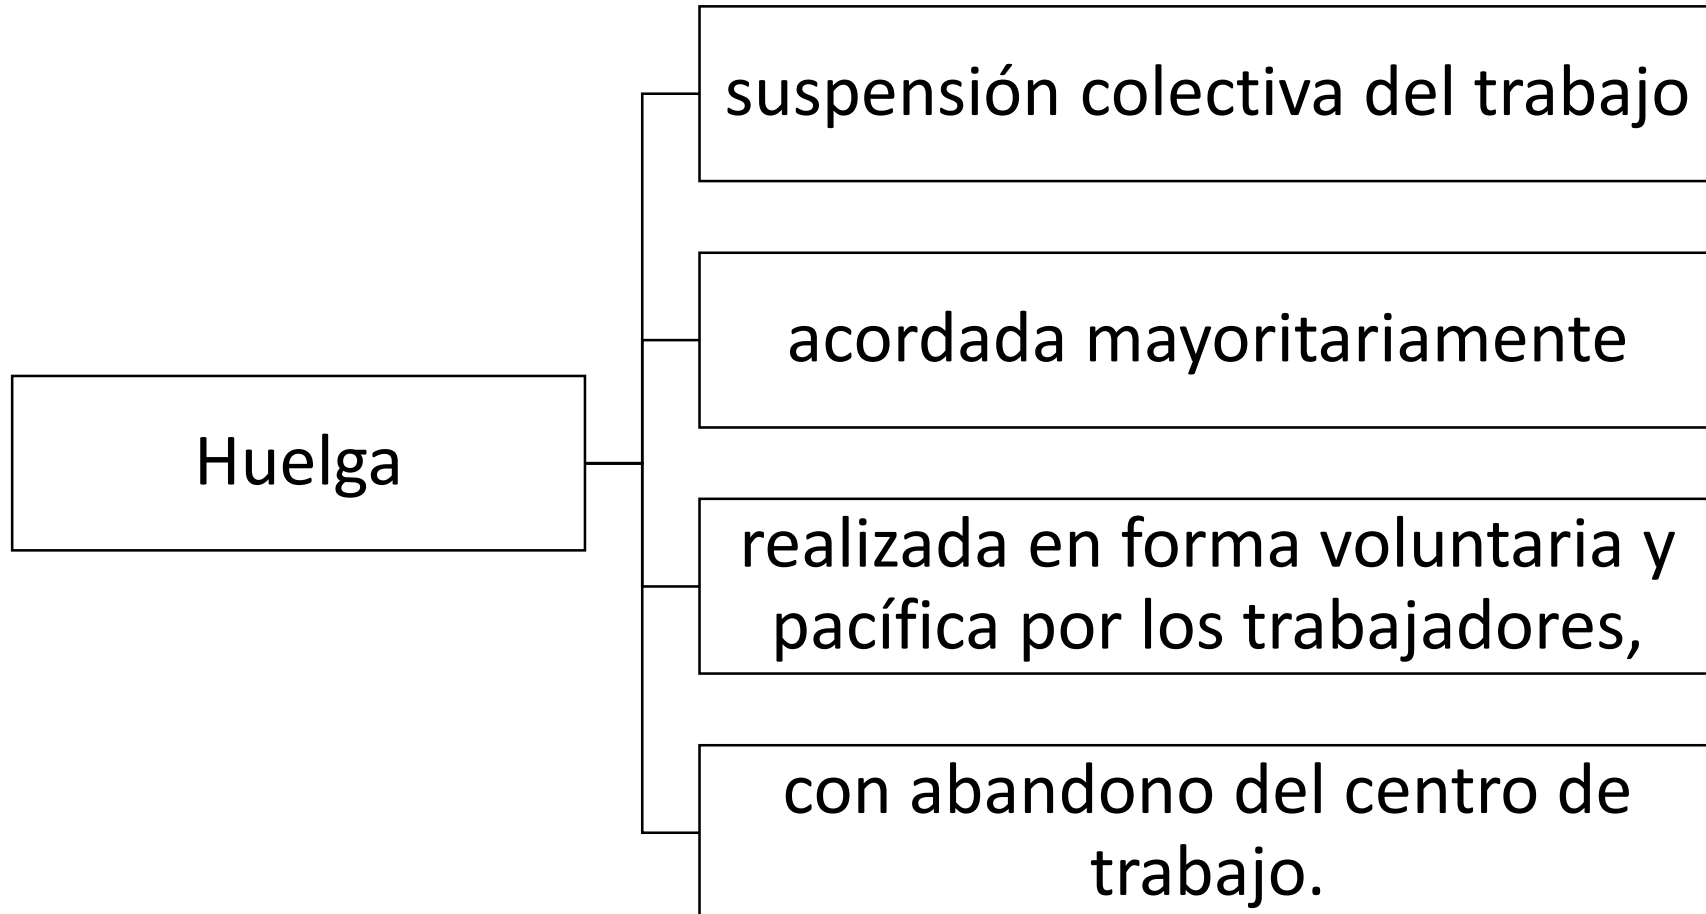 suspensión colectiva del trabajo
acordada mayoritariamente
Huelga
realizada en forma voluntaria y
pacífica por los trabajadores,
con abandono del centro de
trabajo.